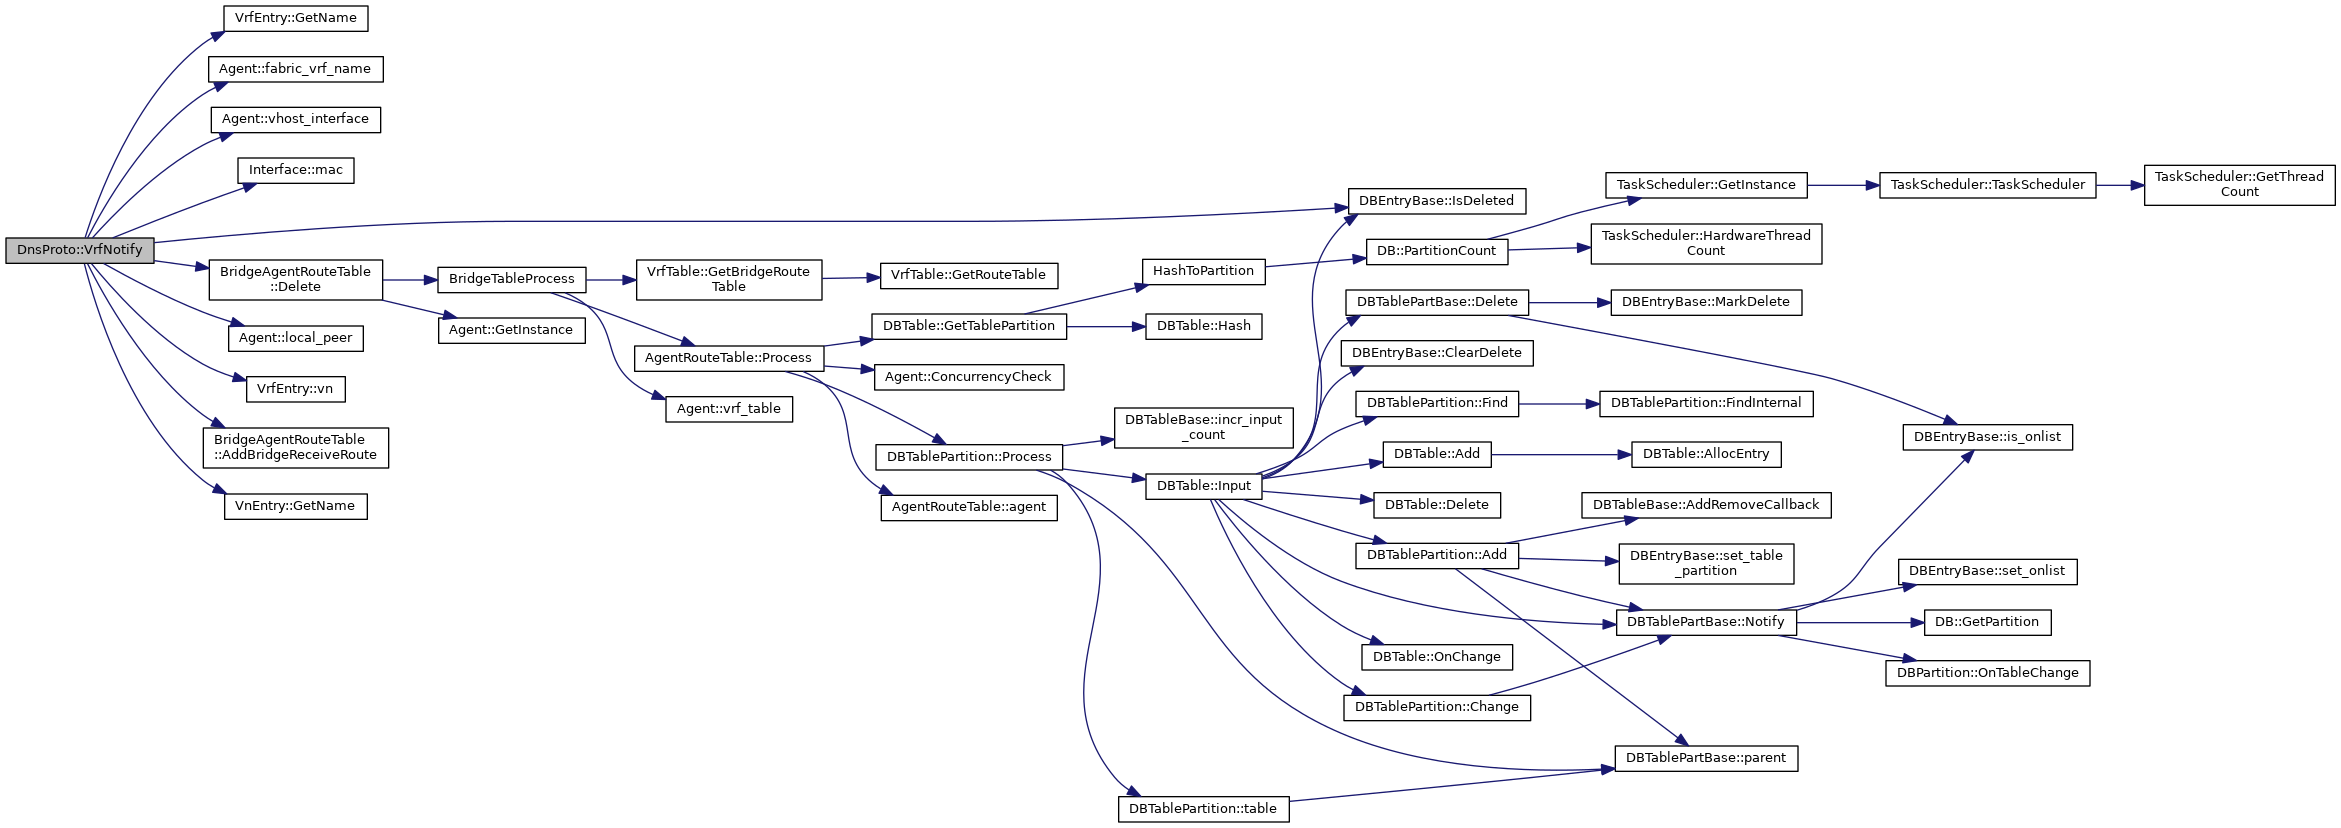 DnsProto::VrfNotify
VrfEntry::GetName
Agent::fabric_vrf_name
Agent::vhost_interface
Interface::mac
BridgeAgentRouteTable
::Delete
Agent::local_peer
VrfEntry::vn
BridgeAgentRouteTable
::AddBridgeReceiveRoute
VnEntry::GetName
BridgeTableProcess
Agent::GetInstance
VrfTable::GetBridgeRoute
Table
AgentRouteTable::Process
Agent::vrf_table
VrfTable::GetRouteTable
DBTable::GetTablePartition
Agent::ConcurrencyCheck
DBTablePartition::Process
AgentRouteTable::agent
HashToPartition
DBTable::Hash
DBTableBase::incr_input
_count
DBTable::Input
DBTablePartition::table
DBEntryBase::IsDeleted
DB::PartitionCount
DBTablePartBase::Delete
DBEntryBase::ClearDelete
DBTablePartition::Find
DBTable::Add
DBTable::Delete
DBTablePartition::Add
DBTable::OnChange
DBTablePartition::Change
TaskScheduler::GetInstance
TaskScheduler::HardwareThread
Count
DBEntryBase::MarkDelete
DBTablePartition::FindInternal
DBTable::AllocEntry
DBTableBase::AddRemoveCallback
DBEntryBase::set_table
_partition
DBTablePartBase::Notify
DBTablePartBase::parent
TaskScheduler::TaskScheduler
DBEntryBase::is_onlist
DBEntryBase::set_onlist
DB::GetPartition
DBPartition::OnTableChange
TaskScheduler::GetThread
Count